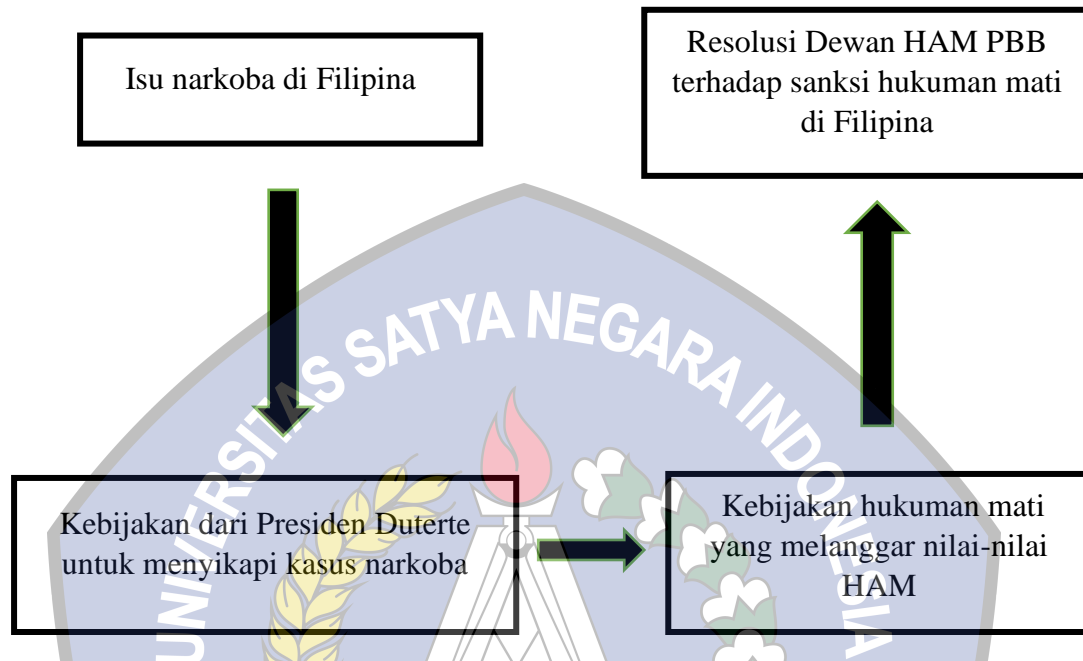 Isu narkoba di Filipina
Resolusi Dewan HAM PBB
terhadap sanksi hukuman mati
di Filipina
UNIVERSITAS SATYA NEGARA INDONESIA
Kebijakan dari Presiden Duterte
untuk menyikapi kasus narkoba
Kebijakan hukuman mati
yang melanggar nilai-nilai
HAM